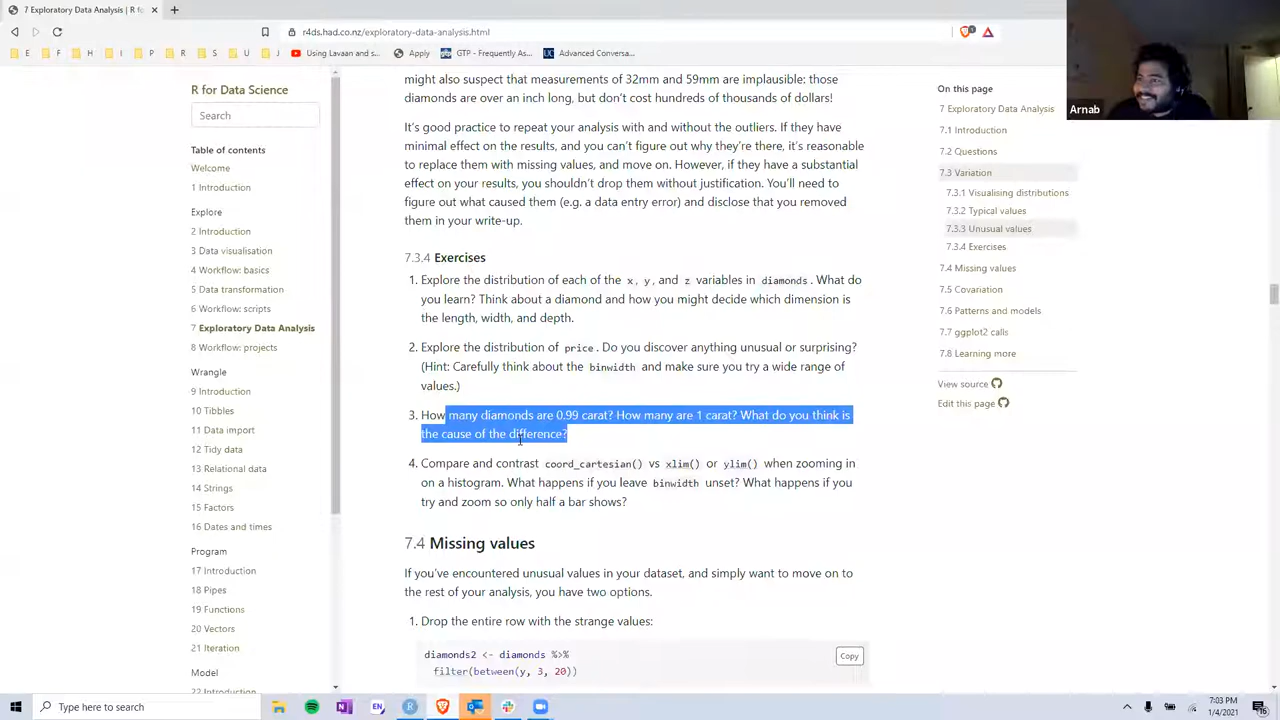 7 Exploratory Data Analysis | R f
r4ds.had.co.nz/exploratory-data-analysis.html
E F H I P R S U J Using Lavaan in s... Apply GTP - Frequently As... Advanced Conversa...
Arnab
R for Data Science
Search
Table of contents
Welcome
1 Introduction
Explore
2 Introduction
3 Data visualisation
4 Workflow: basics
5 Data transformation
6 Workflow: scripts
7 Exploratory Data Analysis
8 Workflow: projects
Wrangle
9 Introduction
10 Tibbles
11 Data import
12 Tidy data
13 Relational data
14 Strings
15 Factors
16 Dates and times
Program
17 Introduction
18 Pipes
19 Functions
20 Vectors
21 Iteration
Model
22 Introduction
might also suspect that measurements of 32mm and 59mm are implausible: those
diamonds are over an inch long, but don't cost hundreds of thousands of dollars!
It's good practice to repeat your analysis with and without the outliers. If they have
minimal effect on the results, and you can't figure out why they're there, it's reasonable
to replace them with missing values, and move on. However, if they have a substantial
effect on your results, you shouldn't drop them without justification. You'll need to
figure out what caused them (e.g. a data entry error) and disclose that you removed
them in your write-up.
7.3.4 Exercises
1. Explore the distribution of each of the x, y, and z variables in diamonds. What do
you learn? Think about a diamond and how you might decide which dimension is
the length, width, and depth.
2. Explore the distribution of price. Do you discover anything unusual or surprising?
(Hint: Carefully think about the binwidth and make sure you try a wide range of
values.)
3. How many diamonds are 0.99 carat? How many are 1 carat? What do you think is
the cause of the difference?
4. Compare and contrast coord_cartesian() vs xlim() or ylim() when zooming in
on a histogram. What happens if you leave binwidth unset? What happens if you
try and zoom so only half a bar shows?
7.4 Missing values
If you've encountered unusual values in your dataset, and simply want to move on to
the rest of your analysis, you have two options.
1. Drop the entire row with the strange values:
diamonds2 <- diamonds %>%
filter(between(y, 3, 20))
Copy
On this page
7 Exploratory Data Analysis
7.1 Introduction
7.2 Questions
7.3 Variation
7.3.1 Visualising distributions
7.3.2 Typical values
7.3.3 Unusual values
7.3.4 Exercises
7.4 Missing values
7.5 Covariation
7.6 Patterns and models
7.7 ggplot2 calls
7.8 Learning more
View source
Edit this page
Type here to search
7:03 PM
1/4/2021